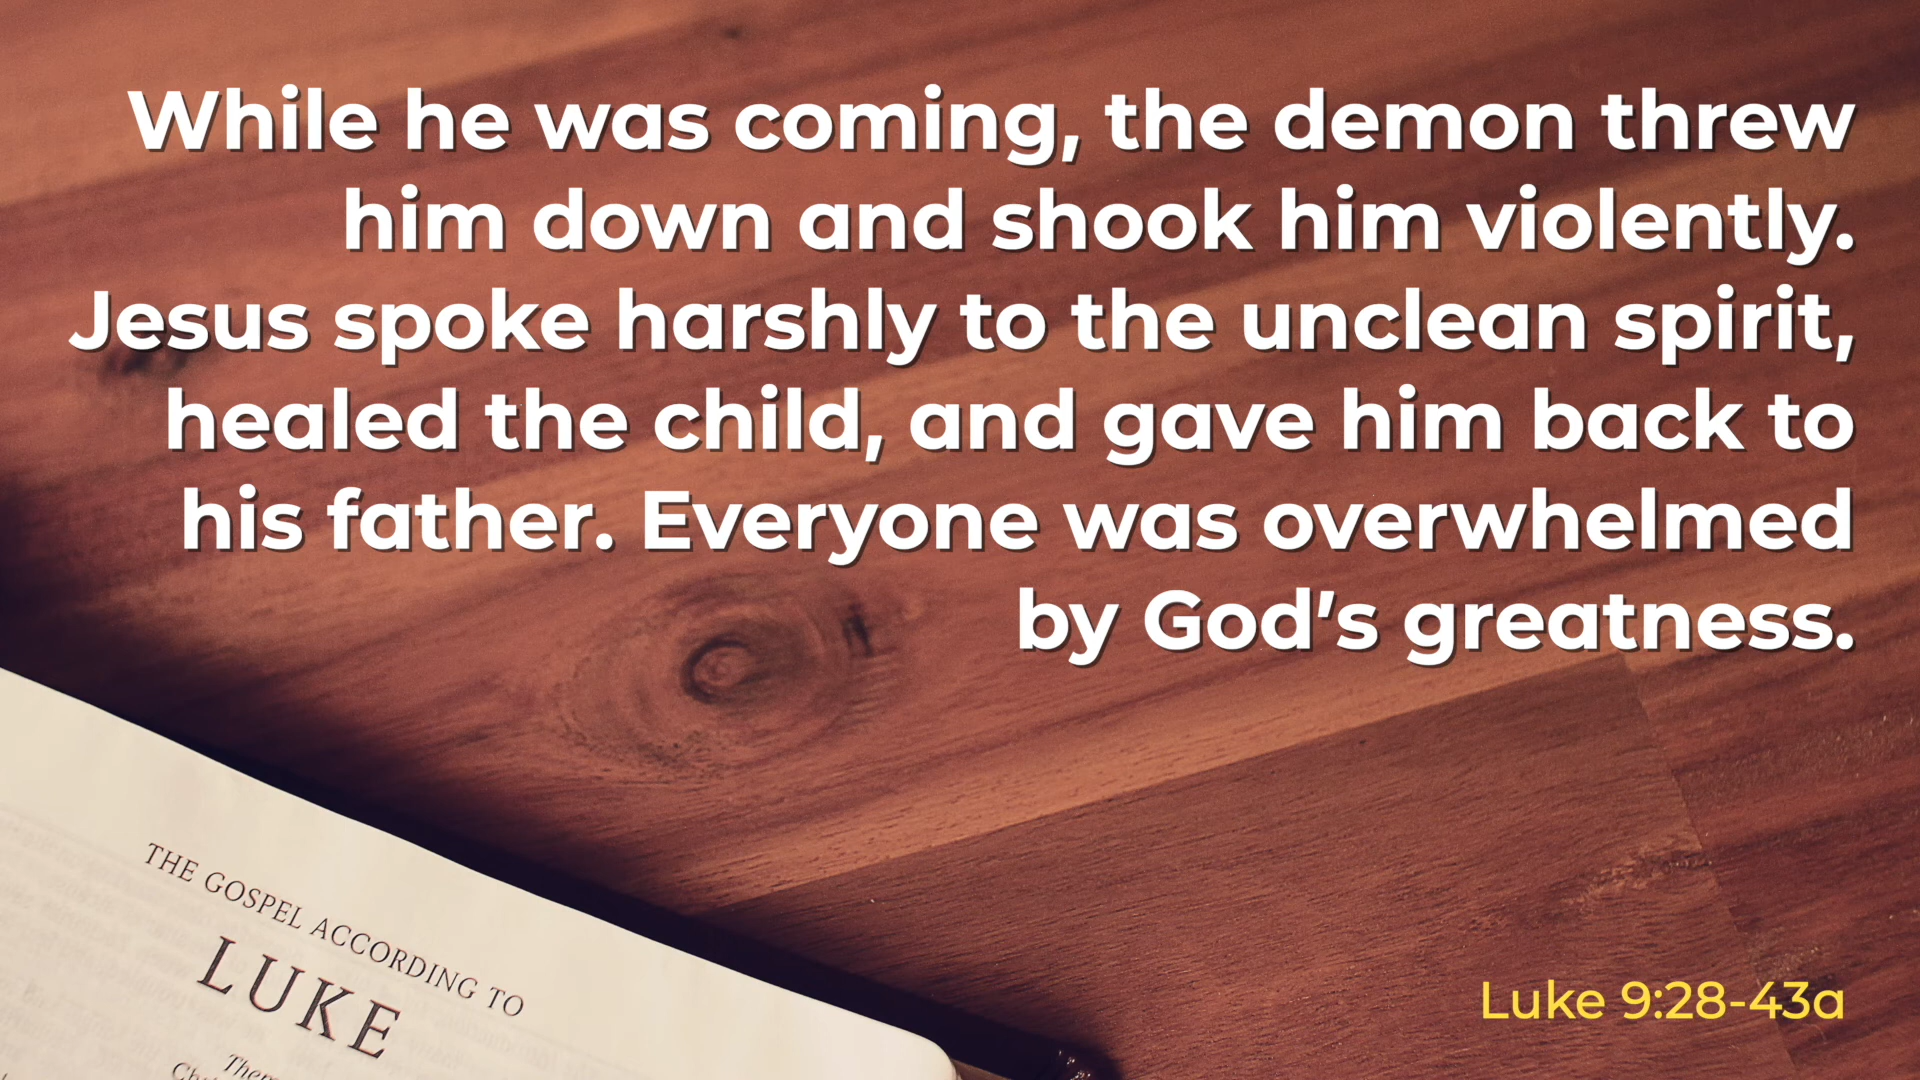 While he was coming, the demon threw
him down and shook him violently.
Jesus spoke harshly to the unclean spirit,
healed the child, and gave him back to
his father. Everyone was overwhelmed
by God's greatness.
THE GOSPEL ACCORDING TO
LUKE
Luke 9:28-43a